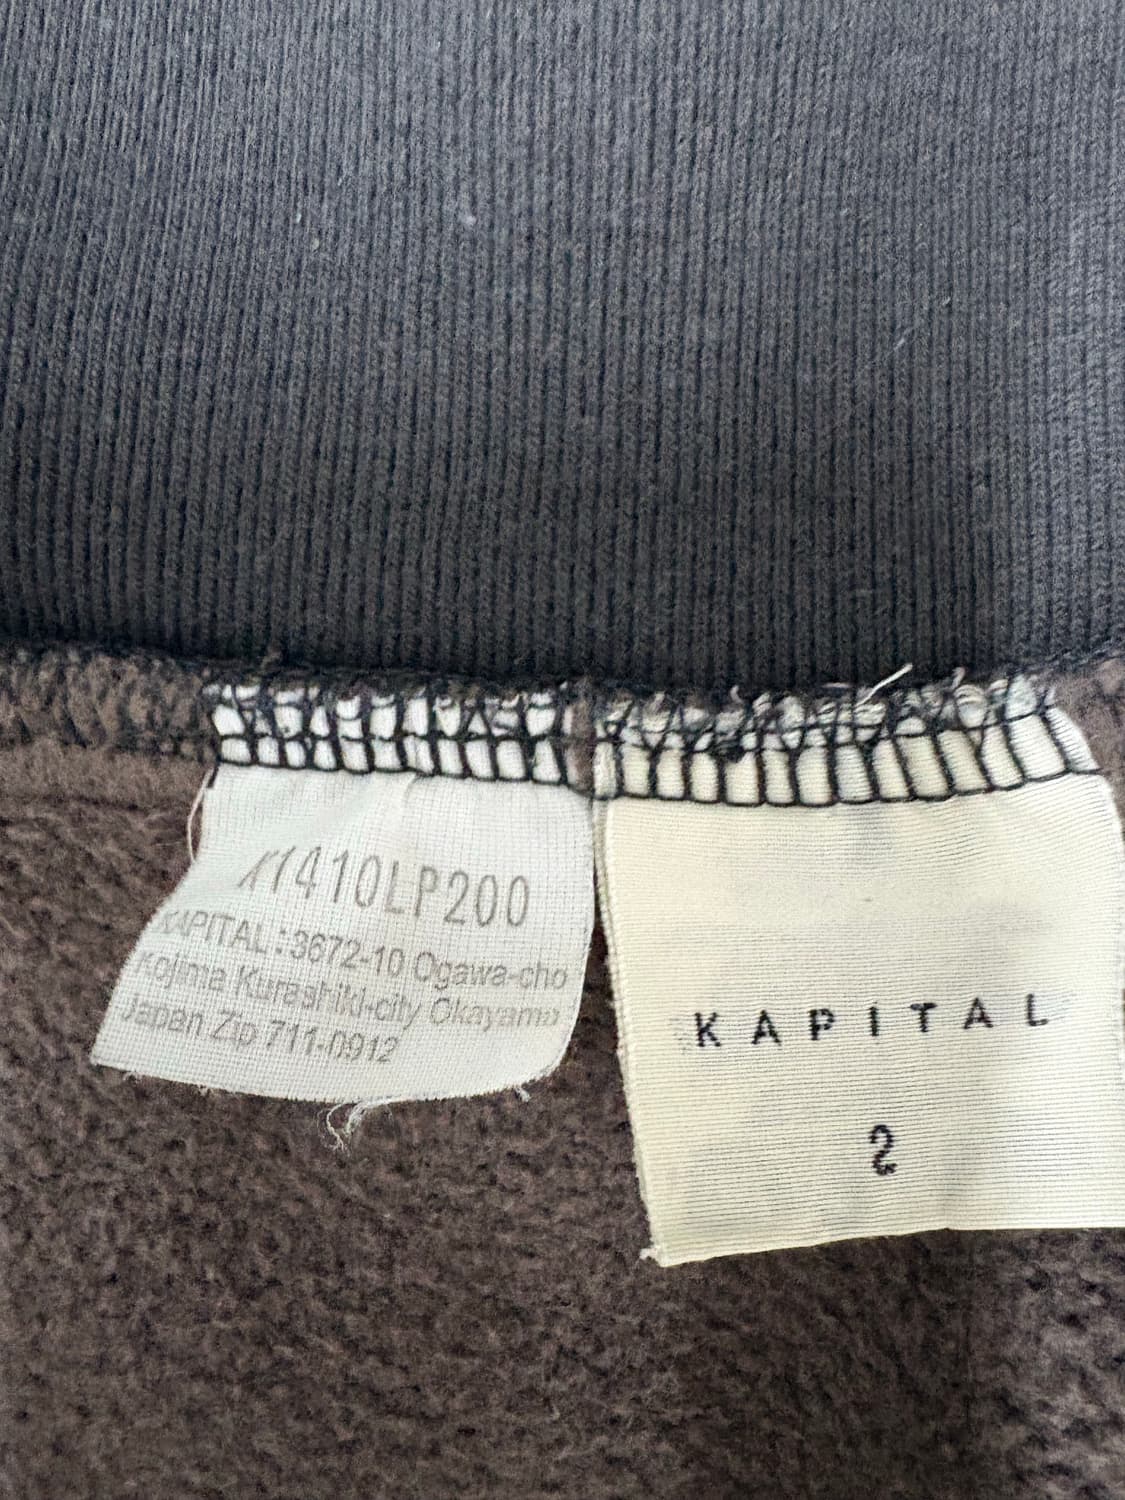 K1410LP200
KAPITAL:3672-10 Ogawa-cho
Kojima Kurashiki-city Okayama
Japan Zip 711-0912
KAPITAL
2